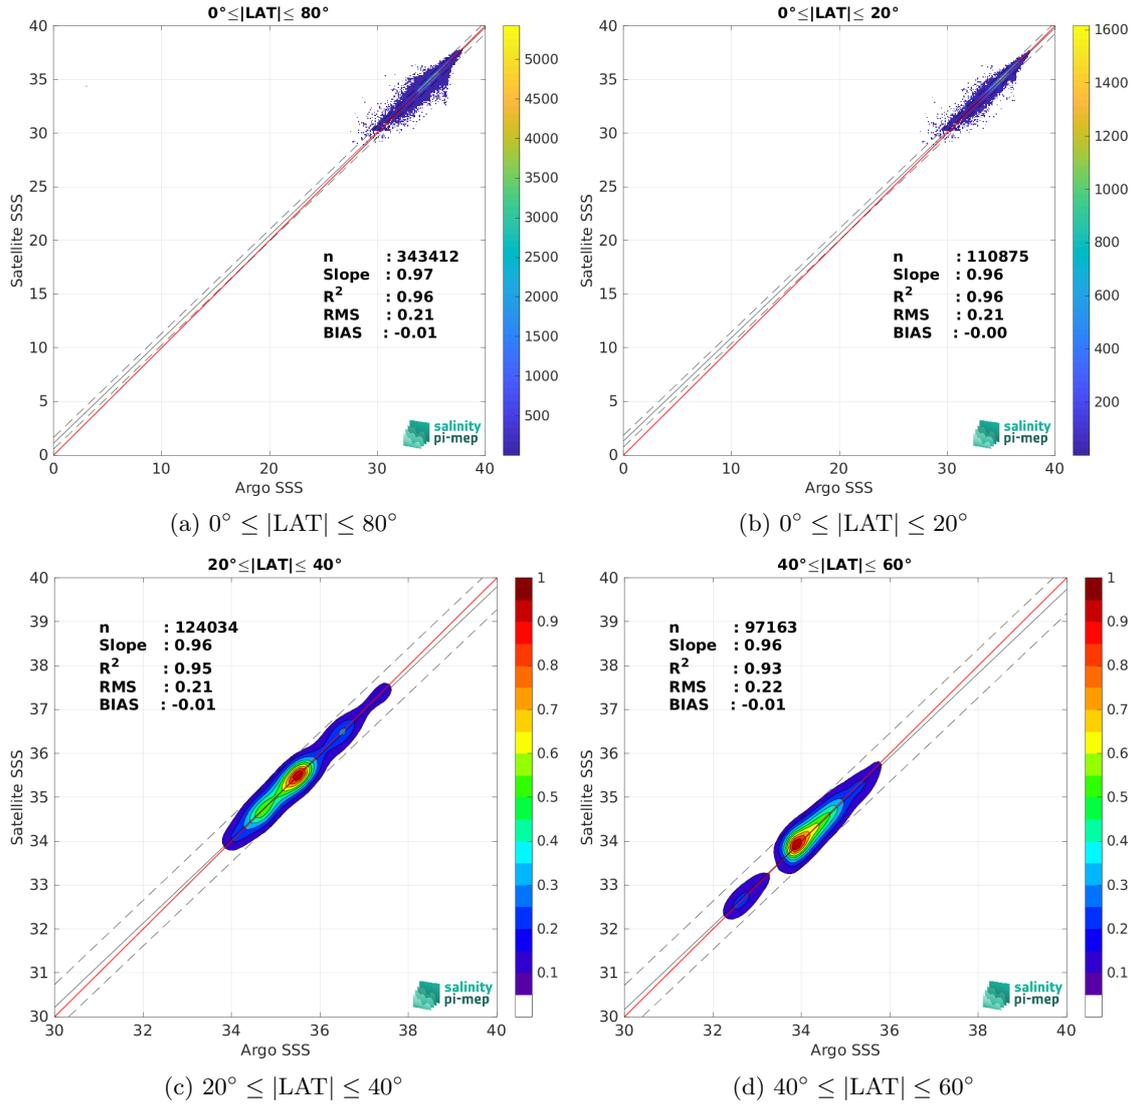 0°≤|LAT|≤ 80°
40
35
30
25
20
15
10
5
0
Satellite SSS
n : 343412
Slope : 0.97
R² : 0.96
RMS : 0.21
BIAS : -0.01
salinity
pi-mep
0 10 20 30 40
Argo SSS
5000
4500
4000
3500
3000
2500
2000
1500
1000
500
(a) 0° ≤ |LAT| ≤ 80°
0°≤|LAT|≤ 20°
40
35
30
25
20
15
10
5
0
Satellite SSS
n : 110875
Slope : 0.96
R² : 0.96
RMS : 0.21
BIAS : -0.00
salinity
pi-mep
0 10 20 30 40
Argo SSS
1600
1400
1200
1000
800
600
400
200
(b) 0° ≤ |LAT| ≤ 20°
20°≤|LAT|≤ 40°
40
39
38
37
36
35
34
33
32
31
30
Satellite SSS
n : 124034
Slope : 0.96
R² : 0.95
RMS : 0.21
BIAS : -0.01
salinity
pi-mep
30 32 34 36 38 40
Argo SSS
1
0.9
0.8
0.7
0.6
0.5
0.4
0.3
0.2
0.1
(c) 20° ≤ |LAT| ≤ 40°
40°≤|LAT|≤ 60°
40
39
38
37
36
35
34
33
32
31
30
Satellite SSS
n : 97163
Slope : 0.96
R² : 0.93
RMS : 0.22
BIAS : -0.01
salinity
pi-mep
30 32 34 36 38 40
Argo SSS
1
0.9
0.8
0.7
0.6
0.5
0.4
0.3
0.2
0.1
(d) 40° ≤ |LAT| ≤ 60°